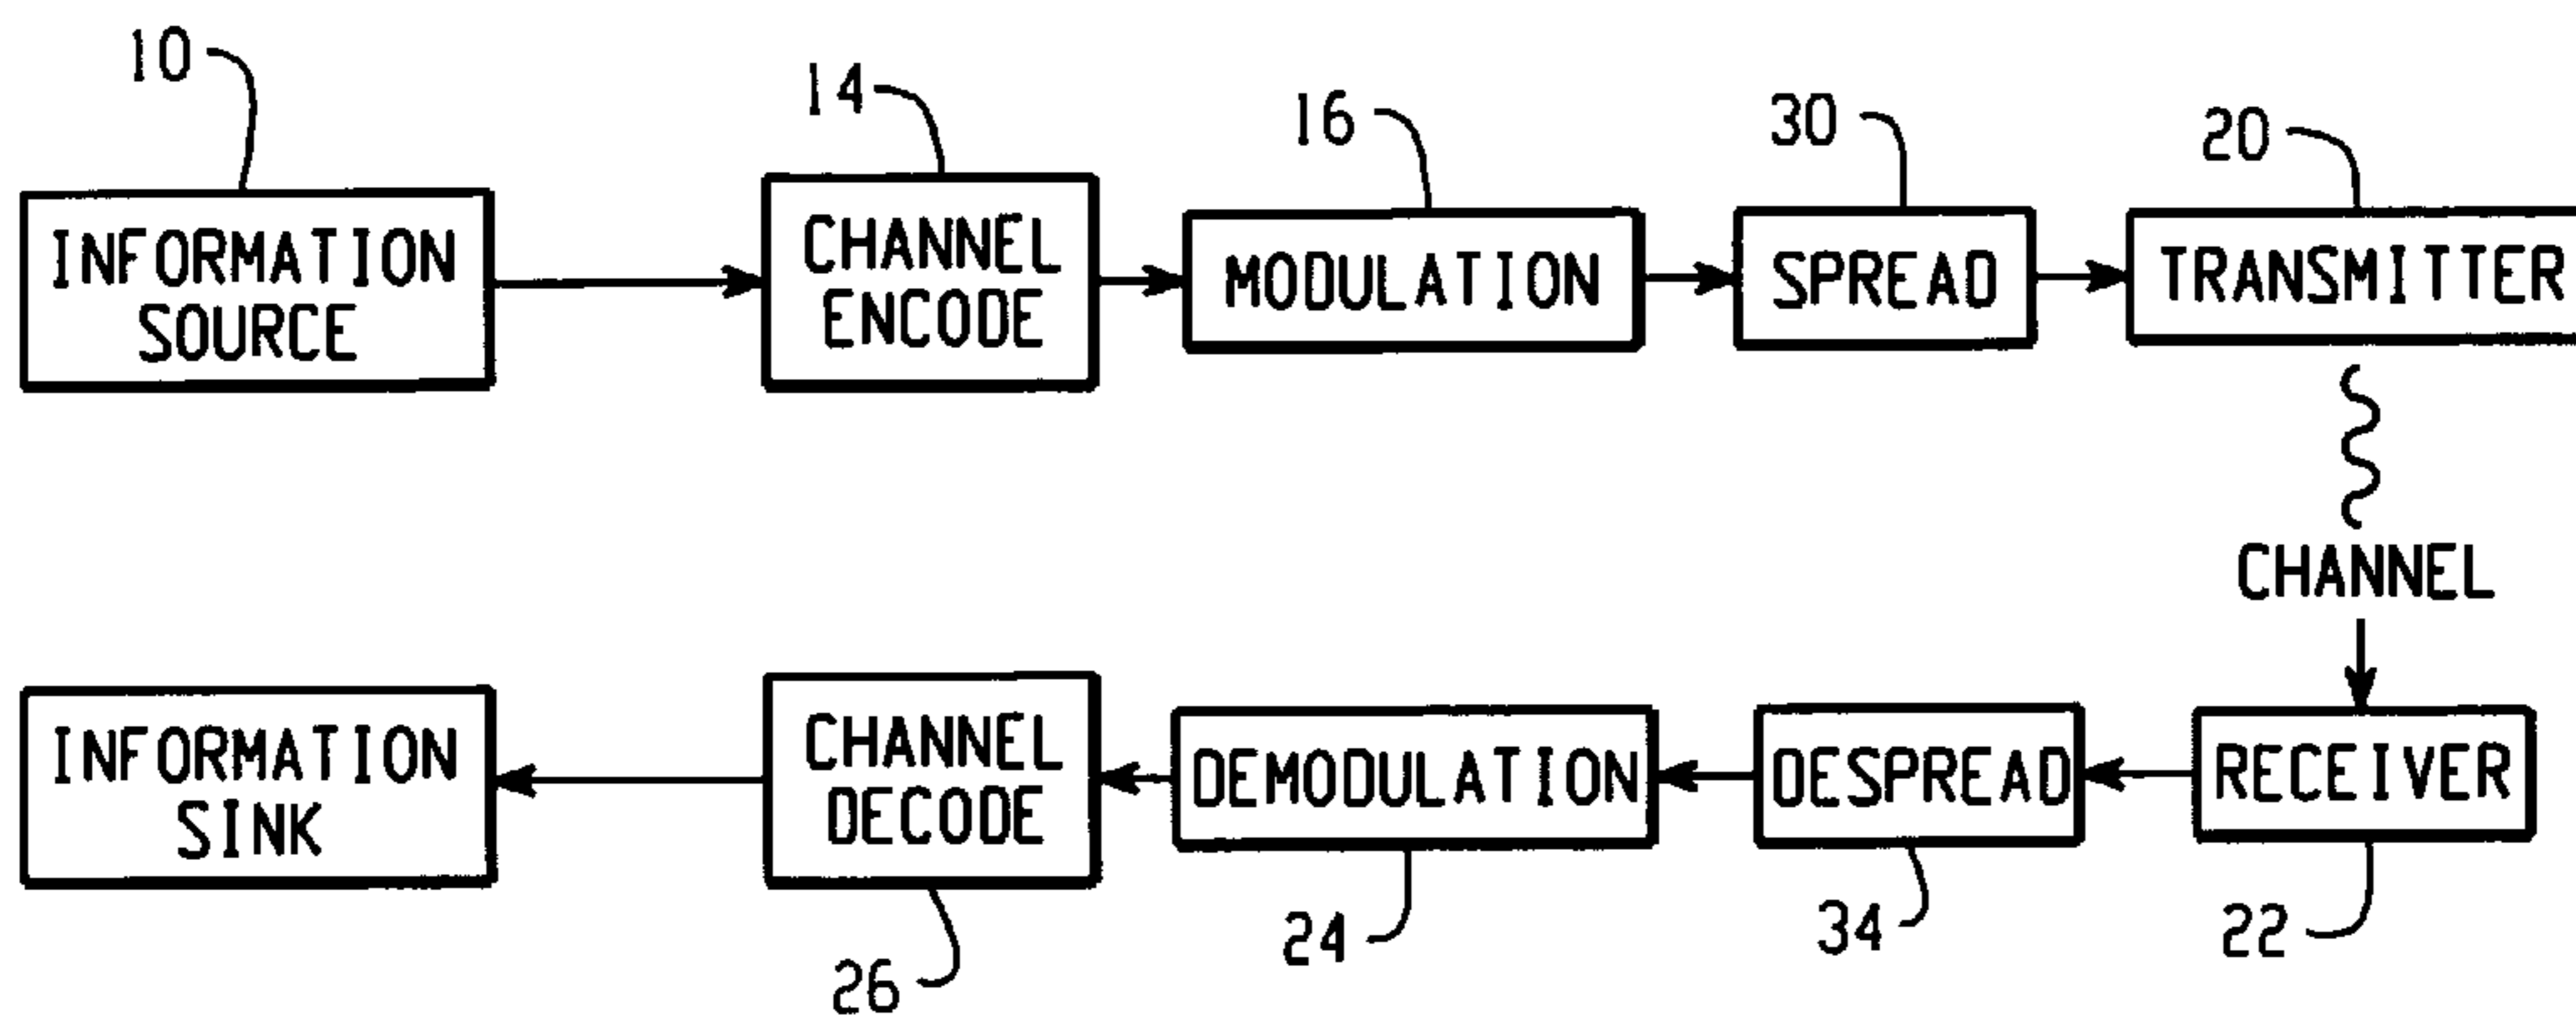 10
14
16
30
20
INFORMATION
SOURCE
CHANNEL
ENCODE
MODULATION
SPREAD
TRANSMITTER
CHANNEL
INFORMATION
SINK
CHANNEL
DECODE
DEMODULATION
DESPREAD
RECEIVER
26
24
34
22